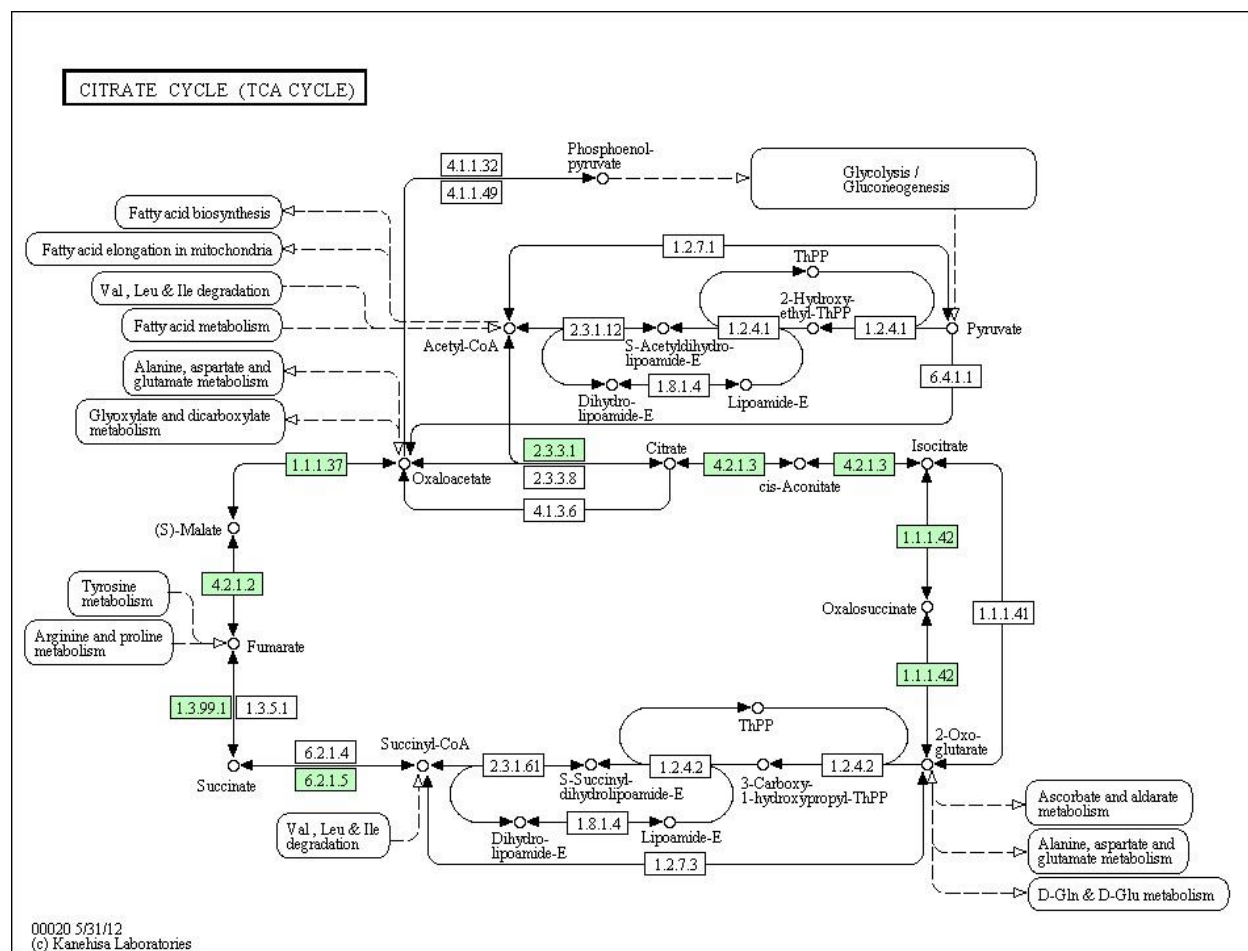 CITRATE CYCLE (TCA CYCLE)
Phosphoenol-
pyruvate
4.1.1.32
4.1.1.49
Glycolysis /
Gluconeogenesis
Fatty acid biosynthesis
Fatty acid elongation in mitochondria
Val , Leu & Ile degradation
Fatty acid metabolism
Alanine, aspartate and
glutamate metabolism
Glyoxylate and dicarboxylate
metabolism
1.2.7.1
ThPP
2-Hydroxy-
ethyl-ThPP
Acetyl-CoA
2.3.1.12
S-Acetyldihydro-
lipoamide-E
1.2.4.1
1.2.4.1
Pyruvate
Dihydro-
lipoamide-E
1.8.1.4
Lipoamide-E
6.4.1.1
1.1.1.37
Oxaloacetate
2.3.3.1
2.3.3.8
4.1.3.6
Citrate
4.2.1.3
cis-Aconitate
4.2.1.3
Isocitrate
(S)-Malate
1.1.1.42
4.2.1.2
Oxalosuccinate
1.1.1.41
Tyrosine
metabolism
Arginine and proline
metabolism
Fumarate
1.1.1.42
1.3.99.1
1.3.5.1
ThPP
Succinate
6.2.1.4
6.2.1.5
Succinyl-CoA
2.3.1.61
S-Succinyl-
dihydrolipoamide-E
1.2.4.2
3-Carboxy-
1-hydroxypropyl-ThPP
1.2.4.2
2-Oxo-
glutarate
Val , Leu & Ile
degradation
Dihydro-
lipoamide-E
1.8.1.4
Lipoamide-E
1.2.7.3
Ascorbate and aldarate
metabolism
Alanine, aspartate and
glutamate metabolism
D-Gln & D-Glu metabolism
00020 5/31/12
(c) Kanehisa Laboratories